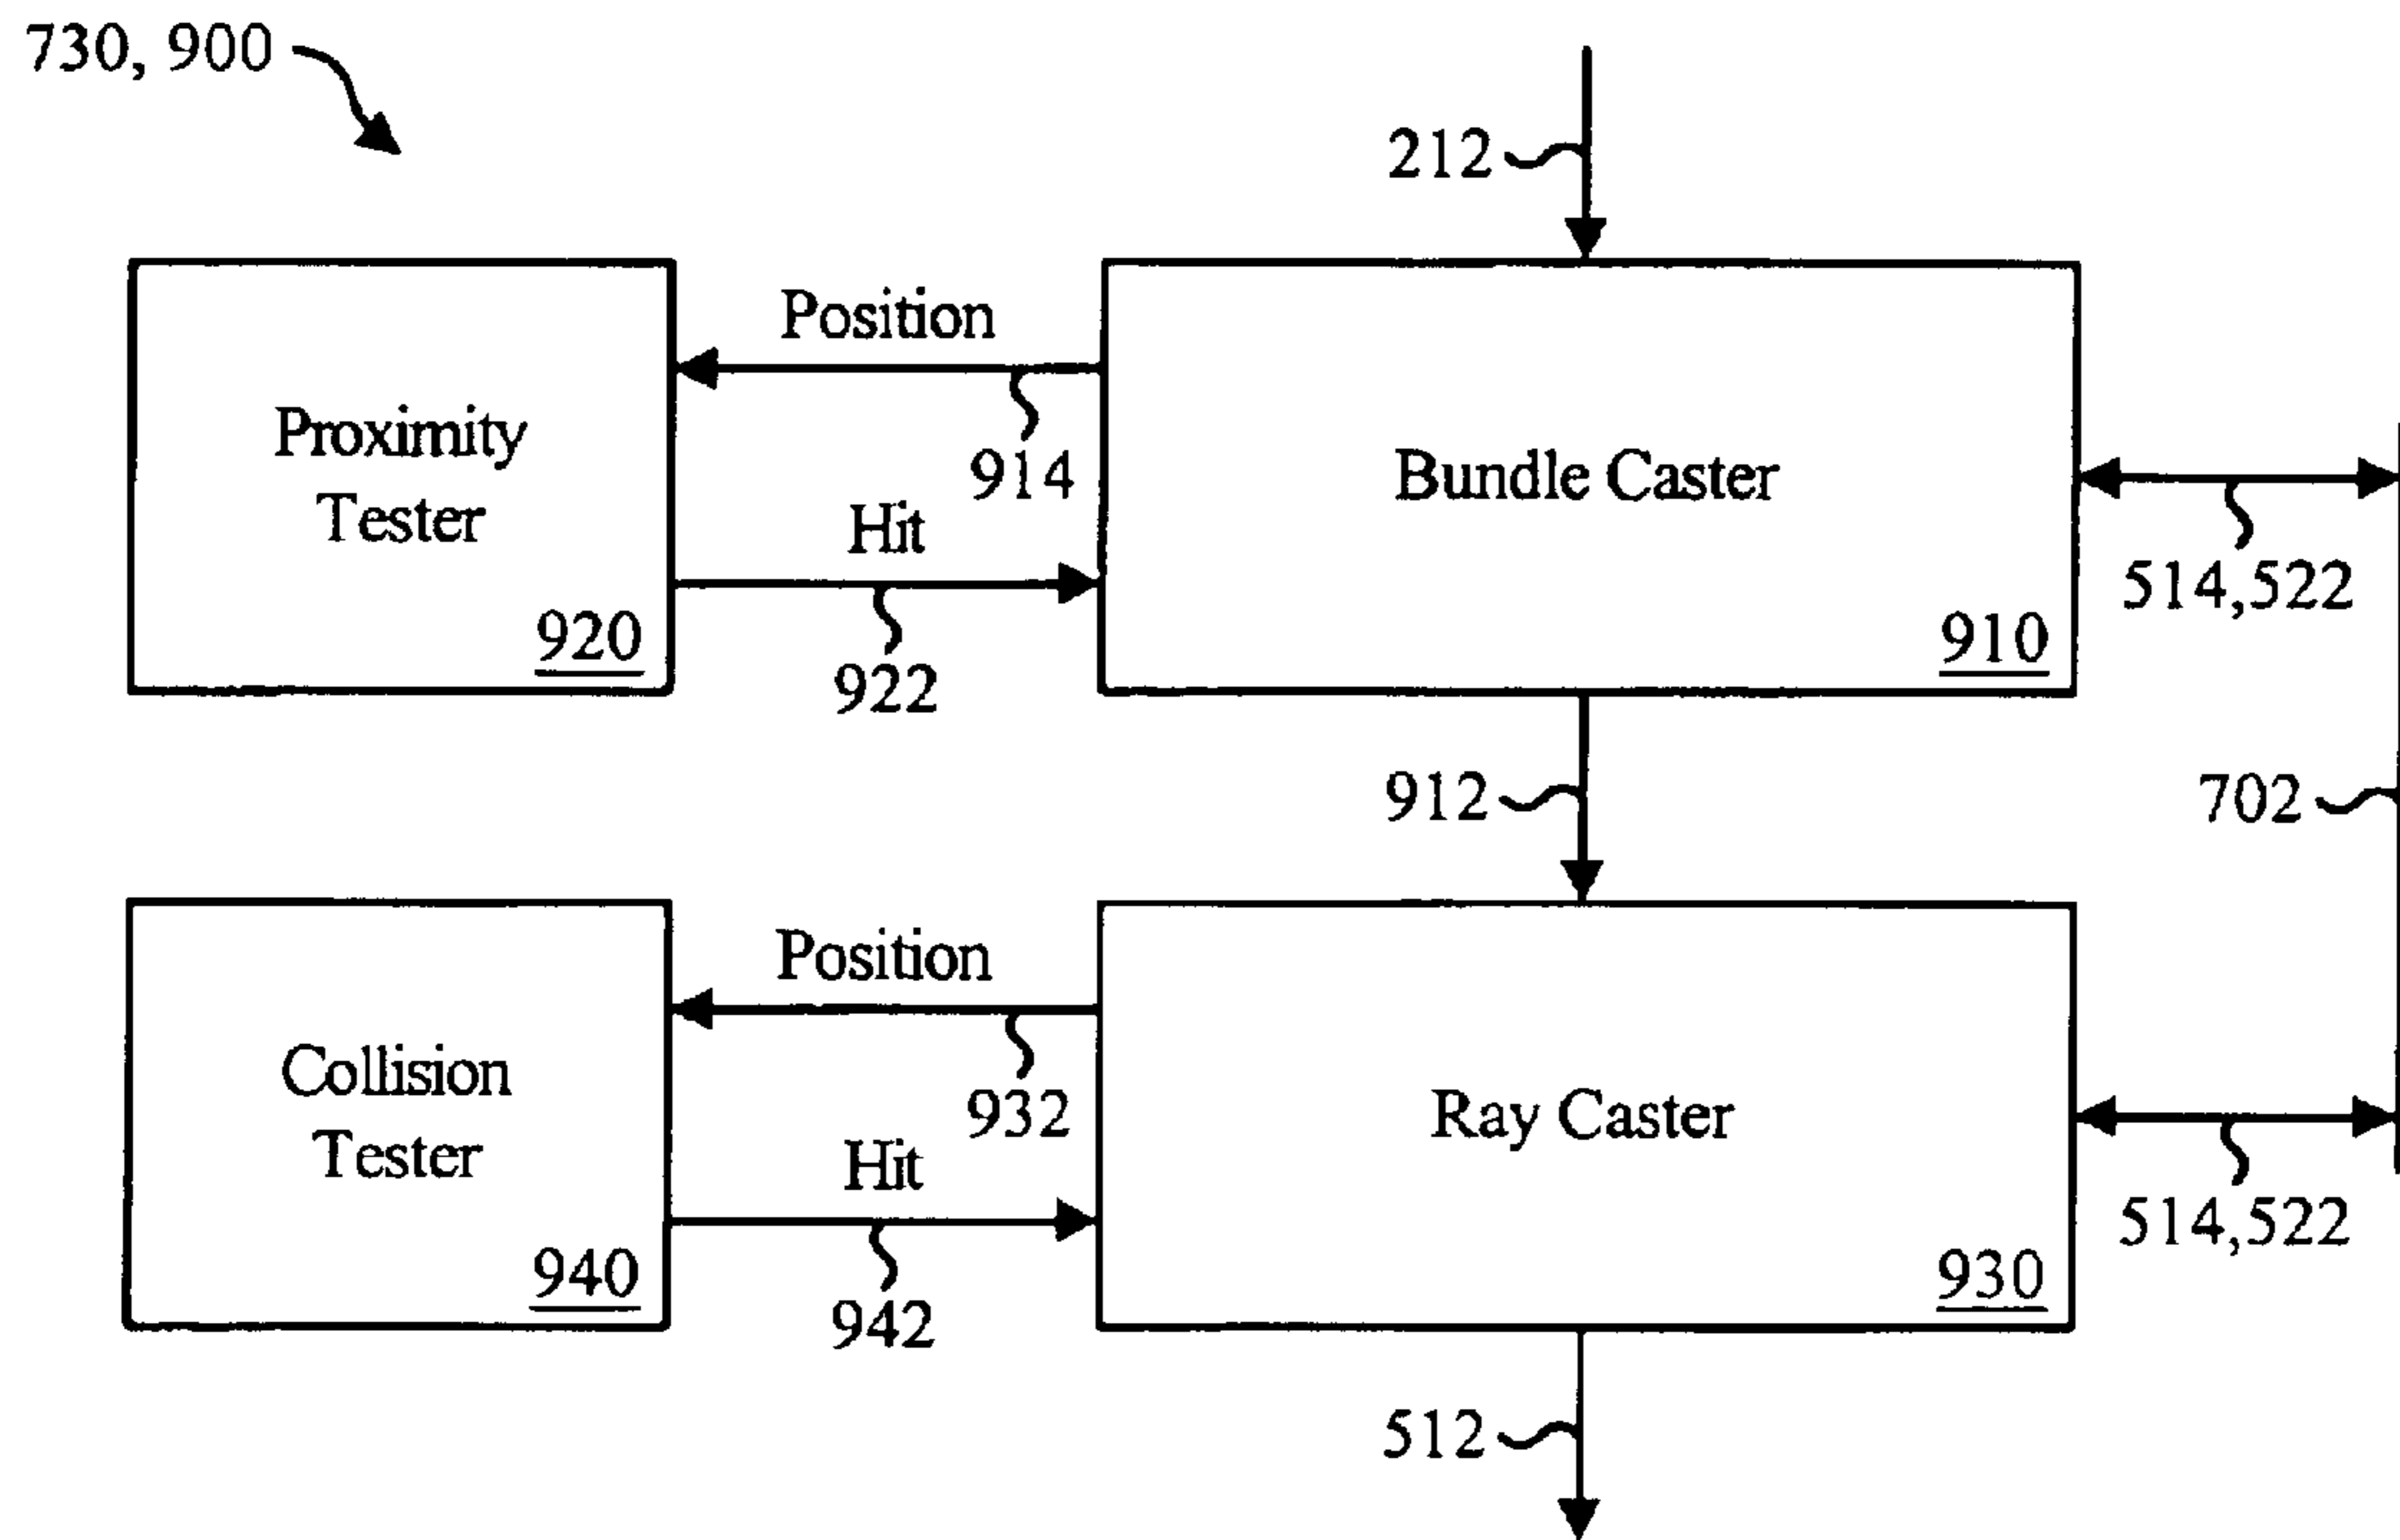 730, 900
212
Position
914
Proximity
Tester
Hit
922
920
Bundle Caster
910
514,522
912
702
Position
932
Collision
Tester
Hit
942
940
Ray Caster
930
514,522
512